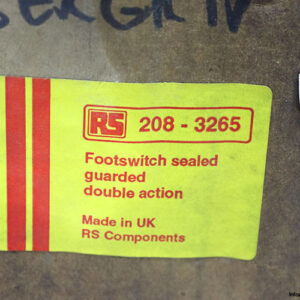 RS 208 - 3265
Footswitch sealed
guarded
double action
Made in UK
RS Components